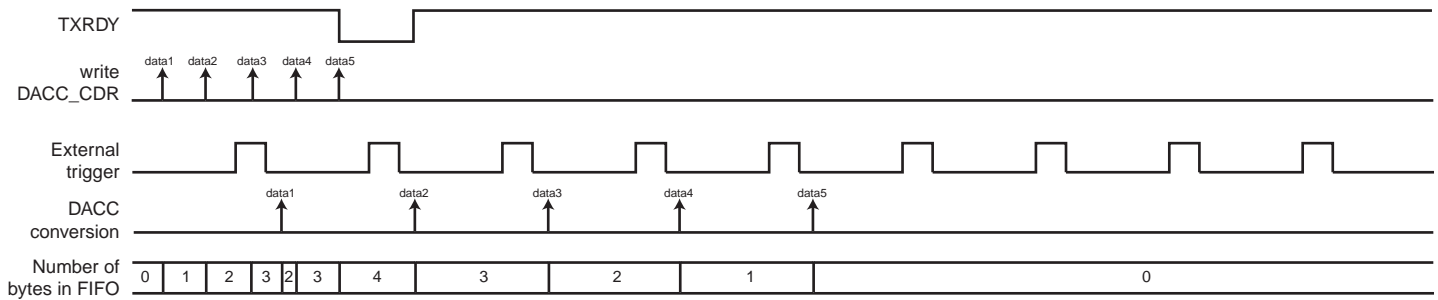 TXRDY
data1 data2 data3 data4 data5
write
DACC_CDR
External
trigger
data1 data2 data3 data4 data5
DACC
conversion
Number of
bytes in FIFO
0 1 2 3 2 3 4 3 2 1 0